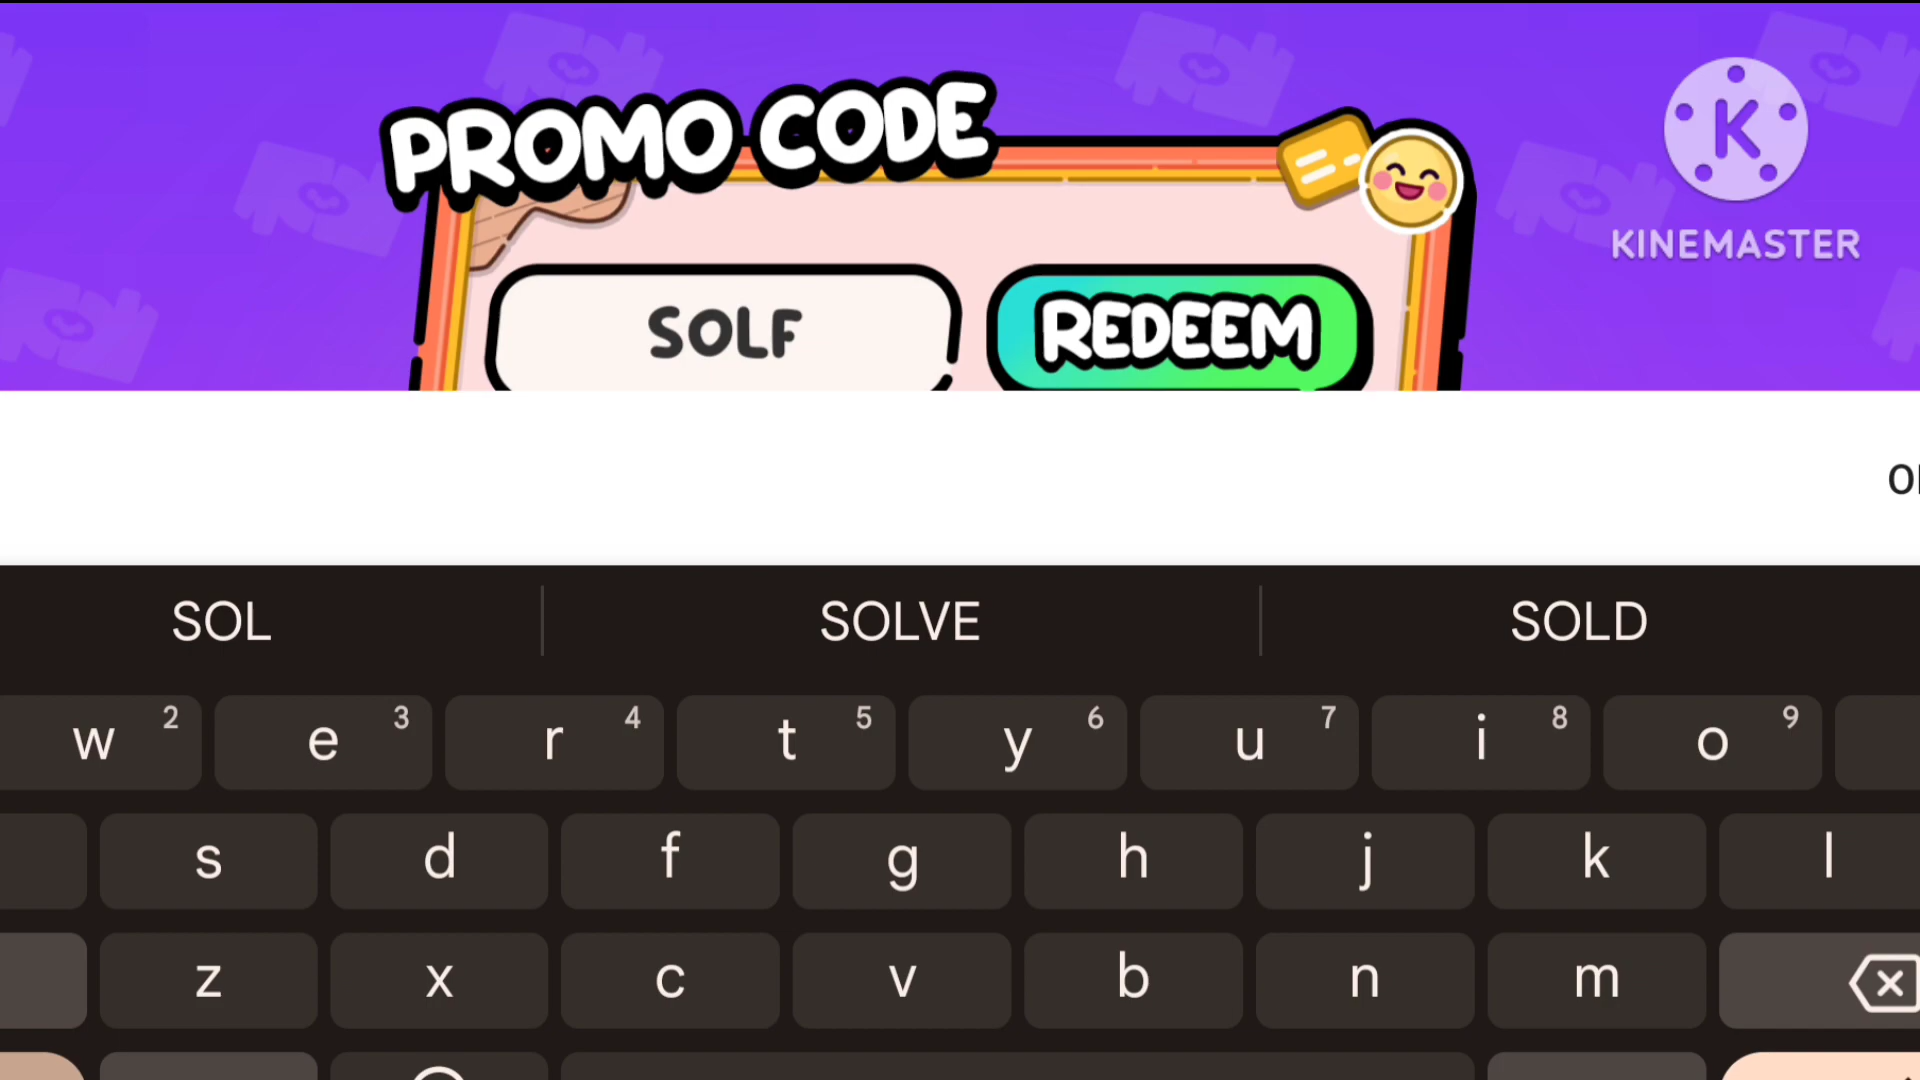 PROMO CODE
K
KINEMASTER
SOLF
REDEEM
SOL
SOLVE
SOLD
w 2 e 3 r 4 t 5 y 6 u 7 i 8 o 9
s d f g h j k l
z x c v b n m